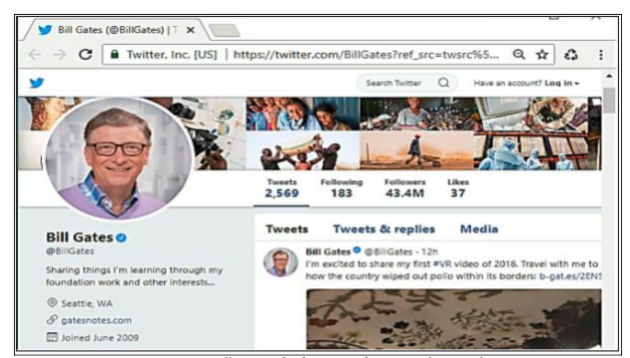 Bill Gates (@BillGates) | T
Twitter, Inc. [US] | https://twitter.com/BillGates?ref_src=twsrc%5...
Search Twitter
Have an account? Log in
Tweets Following Followers Likes
2,569 183 43.4M 37
Bill Gates
@BillGates
Sharing things I'm learning through my
foundation work and other interests...
Seattle, WA
gatesnotes.com
Joined June 2009
Tweets Tweets & replies Media
Bill Gates @BillGates · 12h
I'm excited to share my first #VR video of 2018. Travel with me to
how the country wiped out polio within its borders: b-gat.es/2EN5